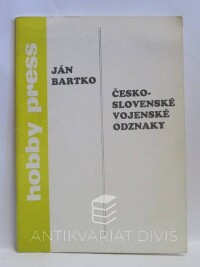 hobby press
JÁN
BARTKO
ČESKO-
SLOVENSKÉ
VOJENSKÉ
ODZNAKY
ANTIKVARIÁT DIVIŠ